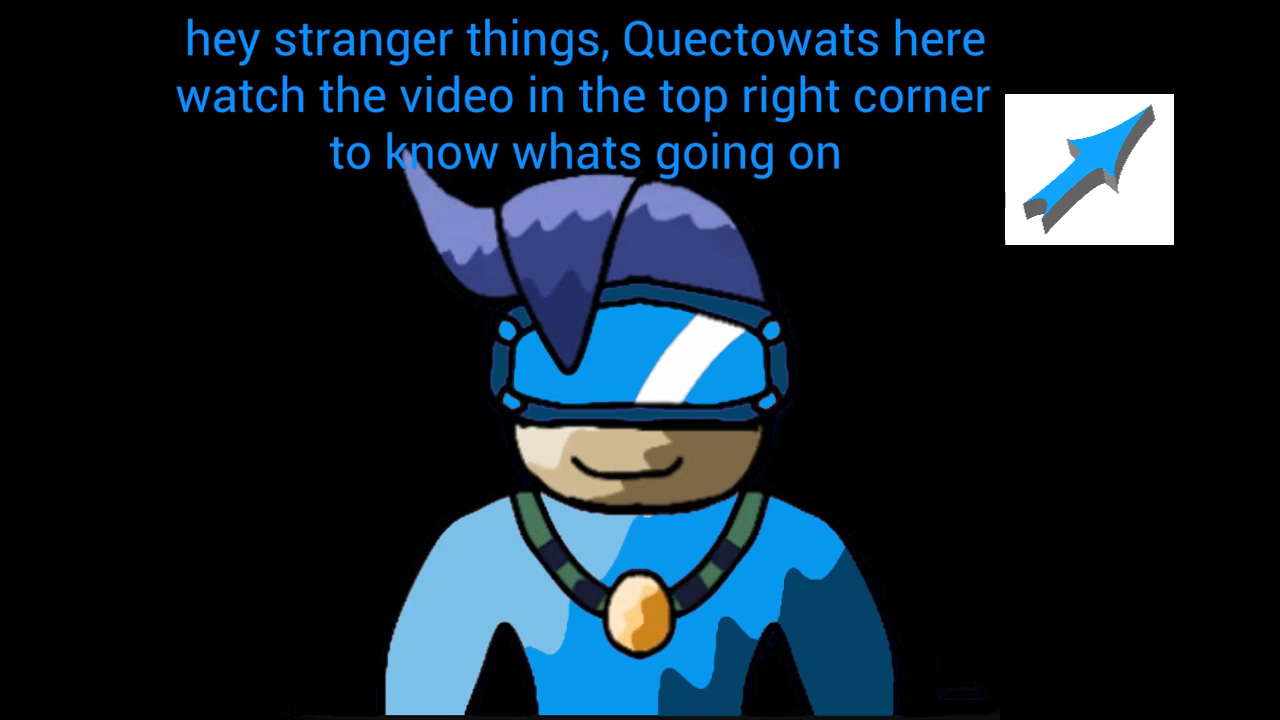 hey stranger things, Quectowats here
watch the video in the top right corner
to know whats going on